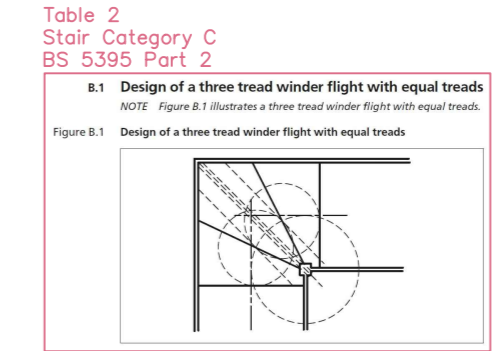 Table 2
Stair Category C
BS 5395 Part 2
B.1 Design of a three tread winder flight with equal treads
NOTE Figure B.1 illustrates a three tread winder flight with equal treads.
Figure B.1 Design of a three tread winder flight with equal treads